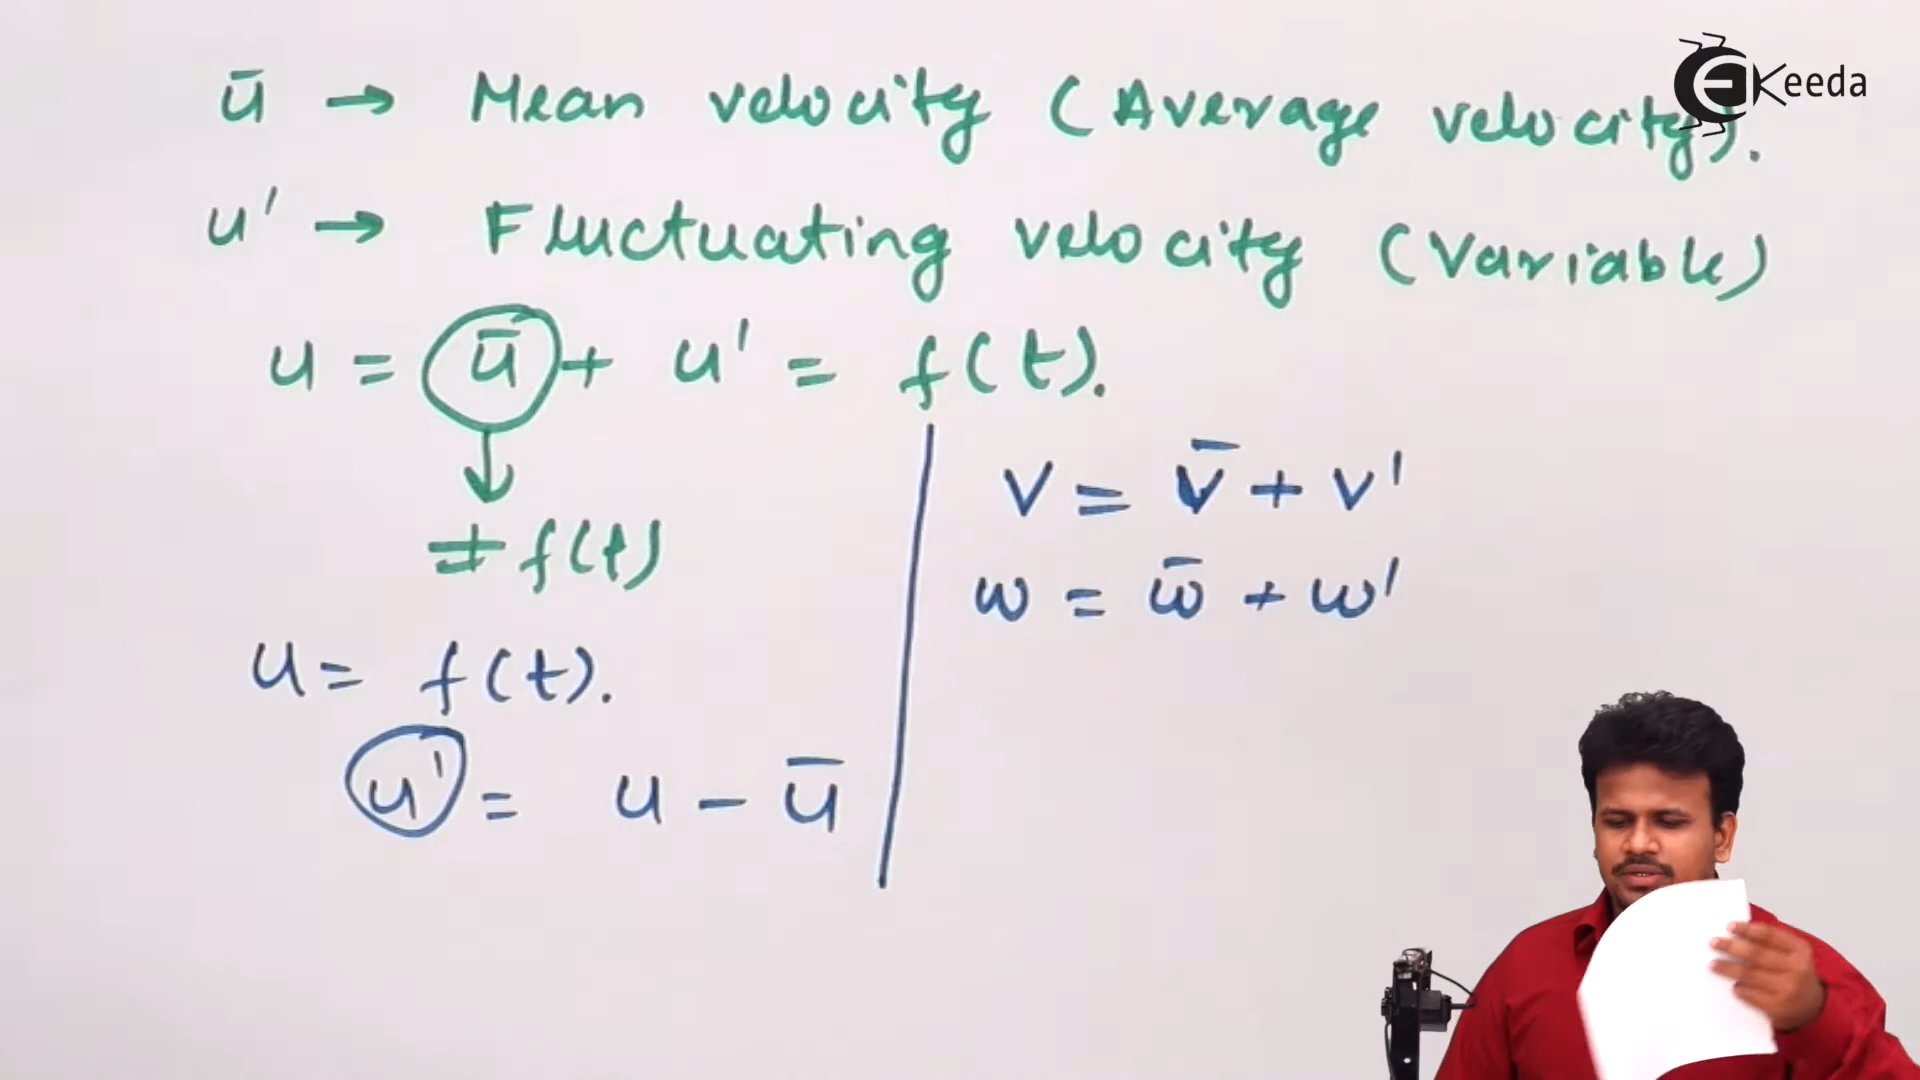 EKeeda
ū → Mean velocity (Average velocity).
u' → Fluctuating velocity (Variable)
u = ū + u' = f(t).
≠ f(t)
u = f(t).
u' = u - ū
v = v̄ + v'
w = w̄ + w'